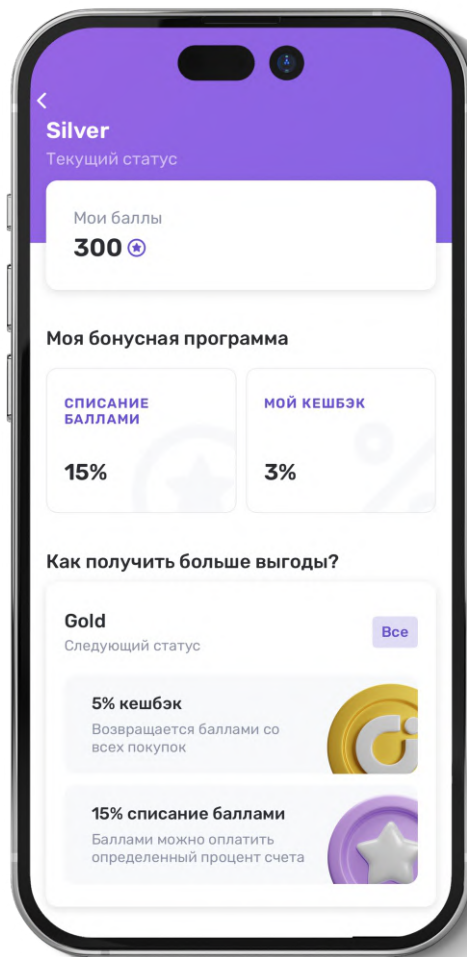 Silver
Текущий статус
Мои баллы
300
Моя бонусная программа
СПИСАНИЕ
БАЛЛАМИ
15%
МОЙ КЕШБЭК
3%
Как получить больше выгоды?
Gold
Следующий статус
Все
5% кешбэк
Возвращается баллами со
всех покупок
15% списание баллами
Баллами можно оплатить
определенный процент счета